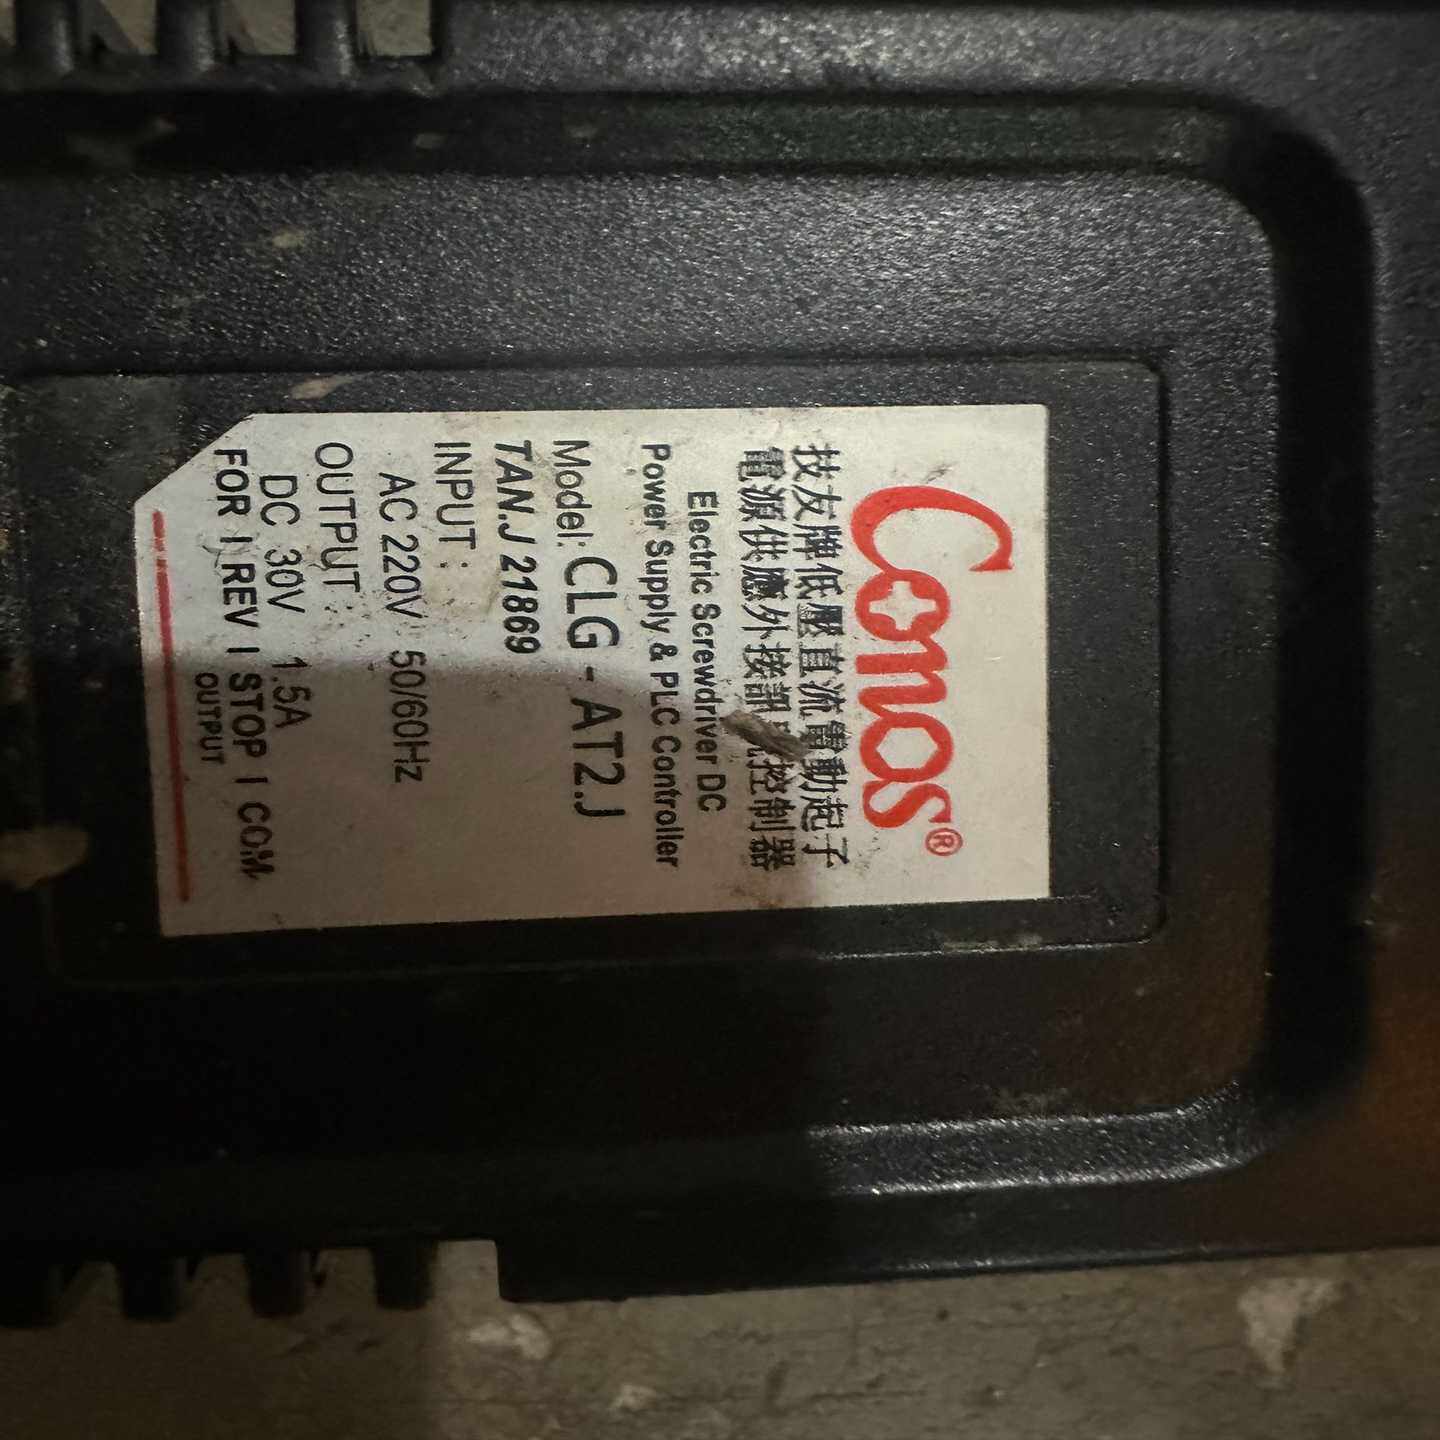 Conos®
技友牌低壓直流電動起子
電源供應外接訊號控制器
Electric Screwdriver DC
Power Supply & PLC Controller
Model: CLG - AT2.J
TAN.J 21869
INPUT :
AC 220V 50/60Hz
OUTPUT :
DC 30V 1.5A
FOR I REV I STOP I COM
OUTPUT